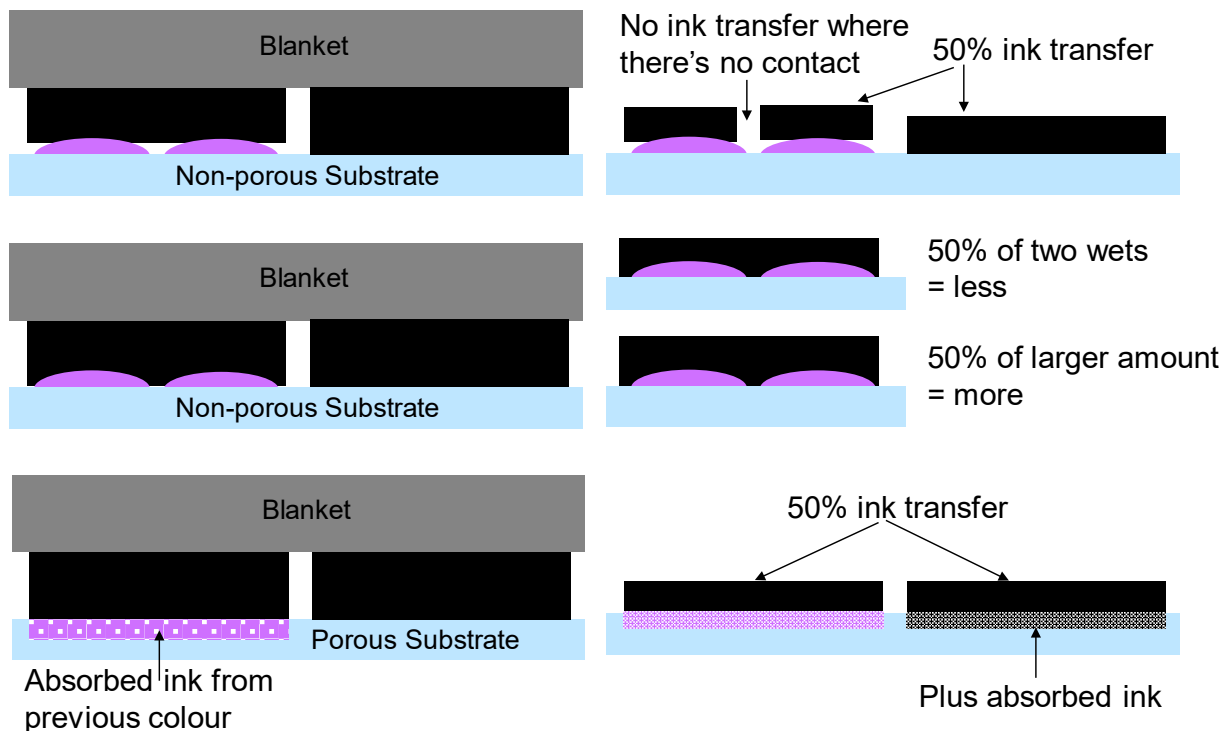 Blanket
No ink transfer where
there's no contact
50% ink transfer
Non-porous Substrate
Blanket
50% of two wets
= less
Non-porous Substrate
50% of larger amount
= more
Blanket
50% ink transfer
Porous Substrate
Absorbed ink from
previous colour
Plus absorbed ink